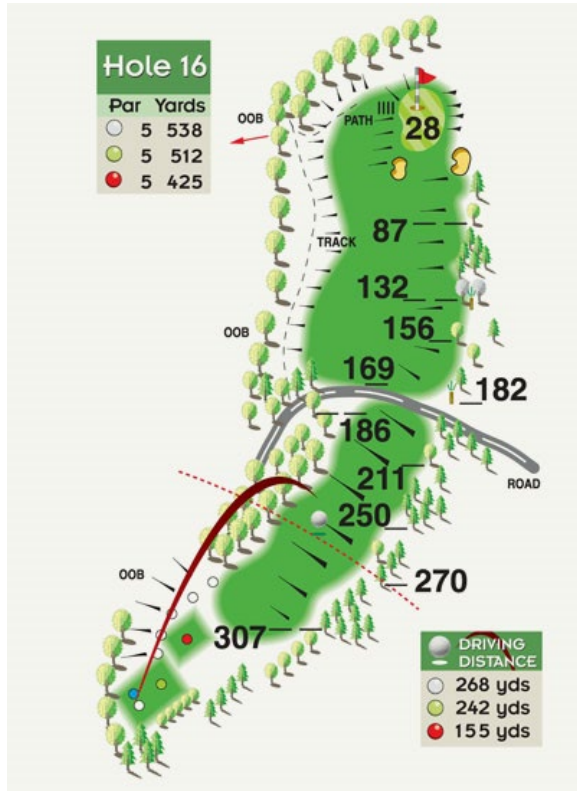 Hole 16
Par Yards
5 538
5 512
5 425
OOB
PATH
28
87
TRACK
132
156
OOB
169
182
186
211
ROAD
250
OOB
270
307
DRIVING
DISTANCE
268 yds
242 yds
155 yds